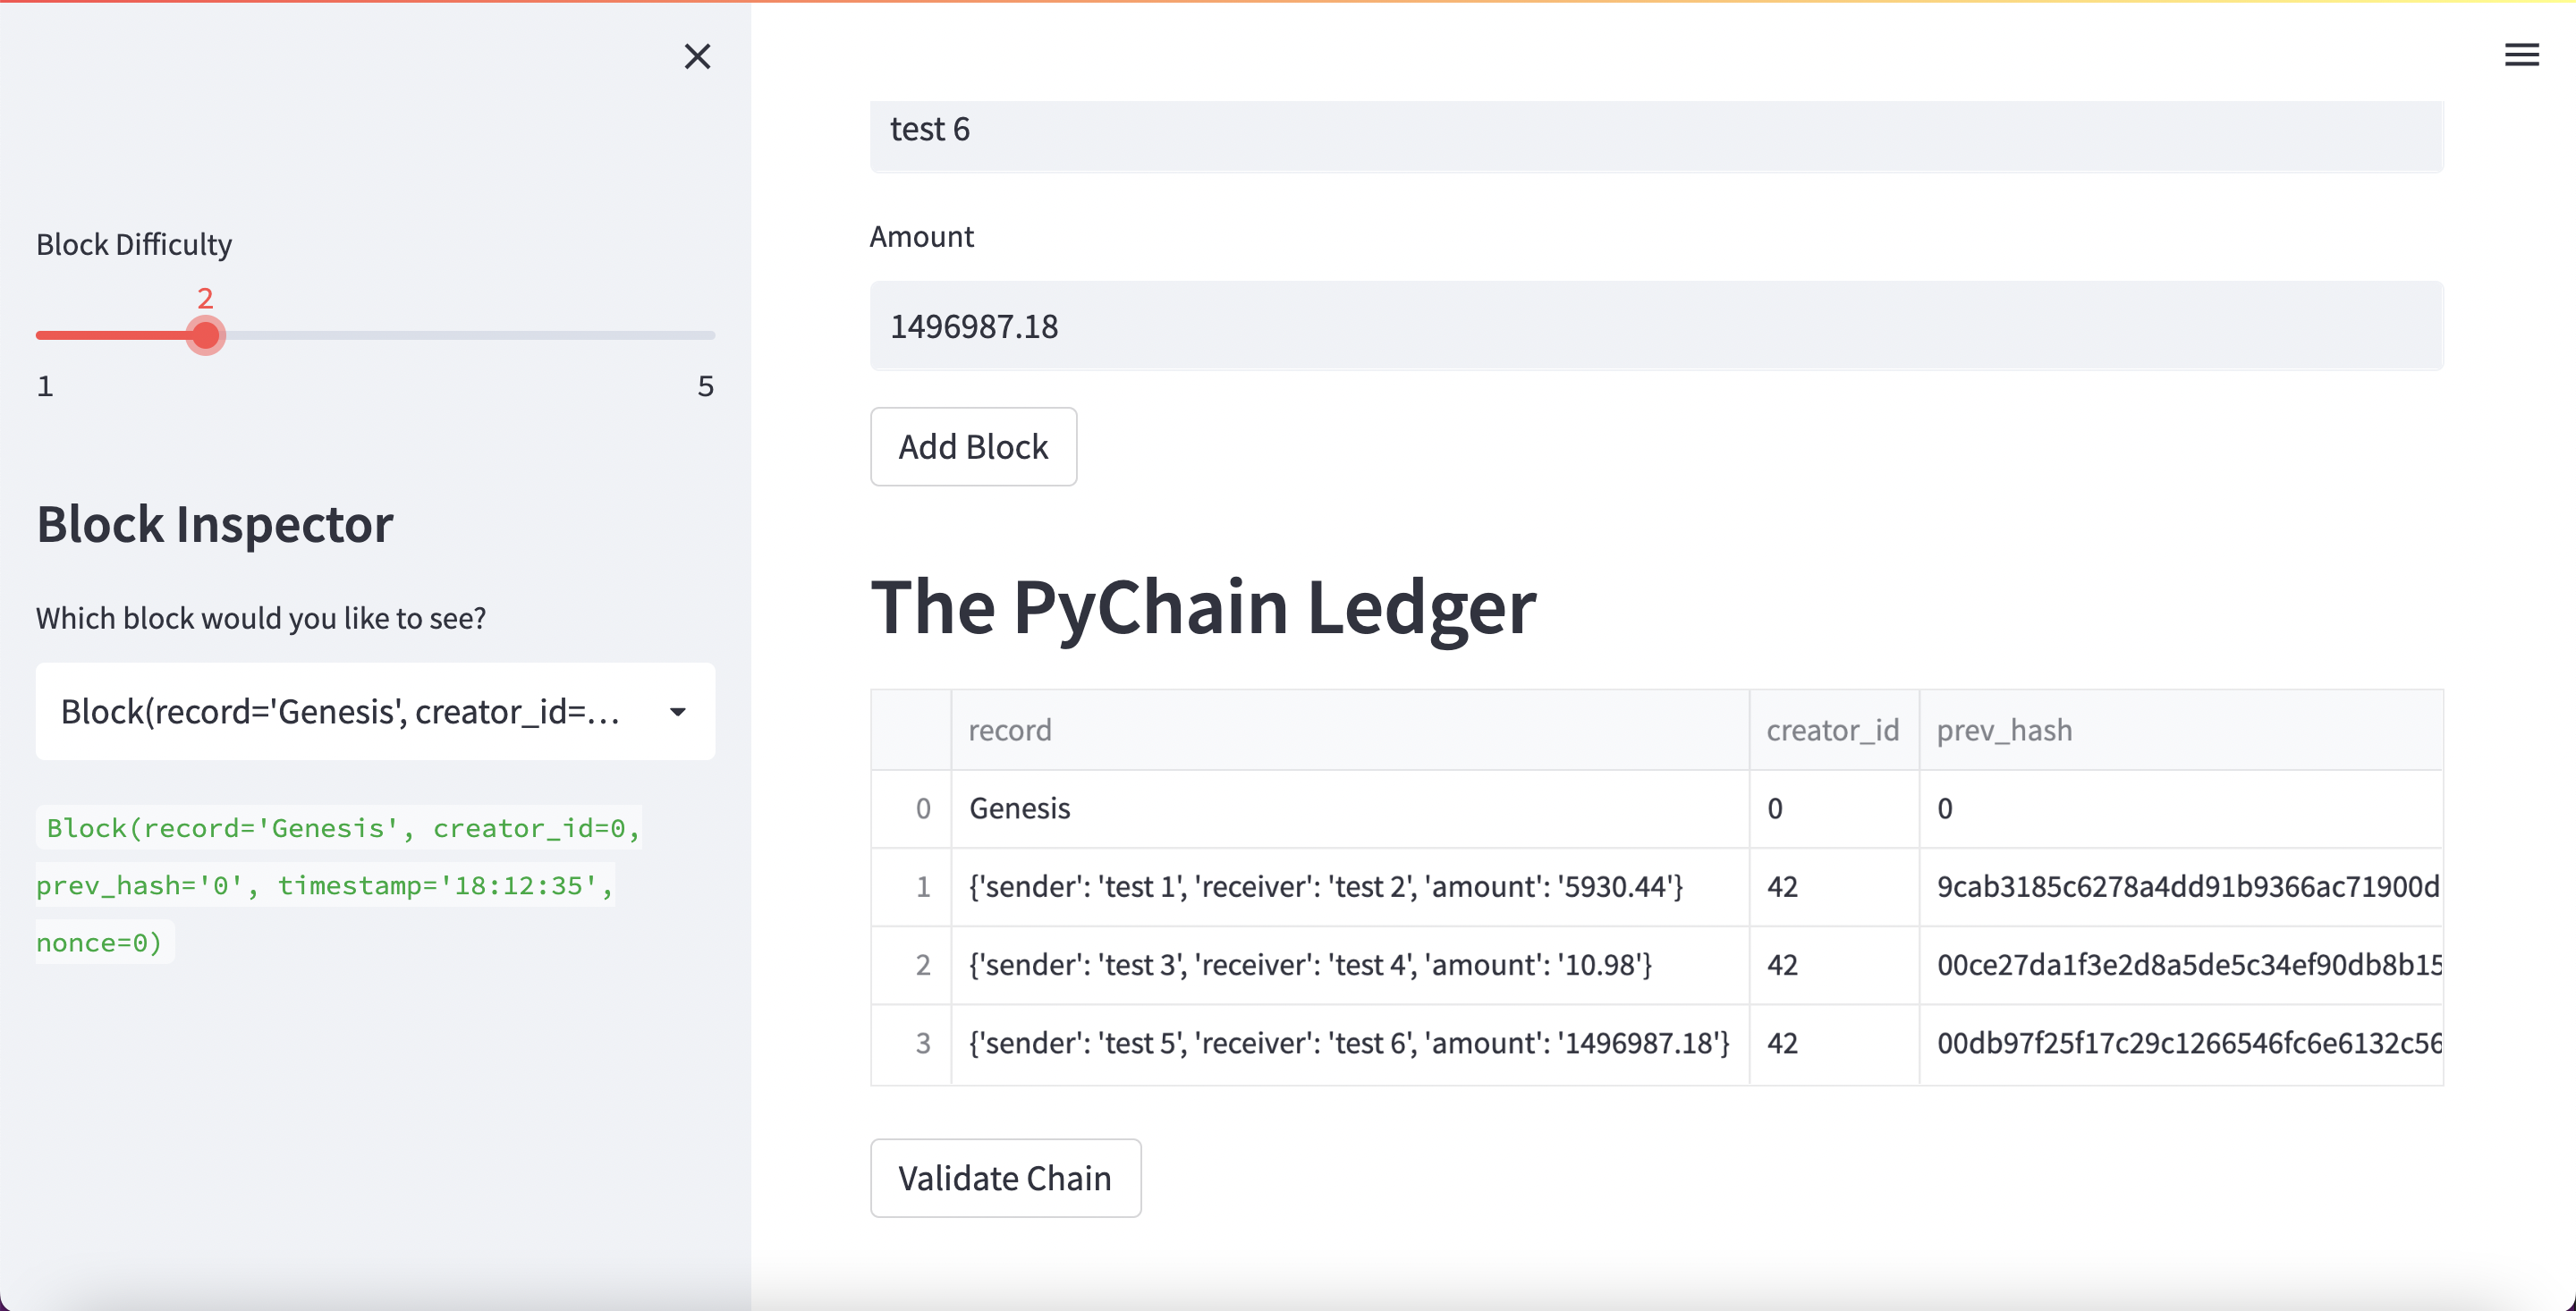 Block Difficulty
2
1 5
Block Inspector
Which block would you like to see?
Block(record='Genesis', creator_id=...
Block(record='Genesis', creator_id=0,
prev_hash='0', timestamp='18:12:35',
nonce=0)
test 6
Amount
1496987.18
Add Block
The PyChain Ledger
record creator_id prev_hash
0 Genesis 0 0
1 {'sender': 'test 1', 'receiver': 'test 2', 'amount': '5930.44'} 42 9cab3185c6278a4dd91b9366ac71900d
2 {'sender': 'test 3', 'receiver': 'test 4', 'amount': '10.98'} 42 00ce27da1f3e2d8a5de5c34ef90db8b15
3 {'sender': 'test 5', 'receiver': 'test 6', 'amount': '1496987.18'} 42 00db97f25f17c29c1266546fc6e6132c56
Validate Chain